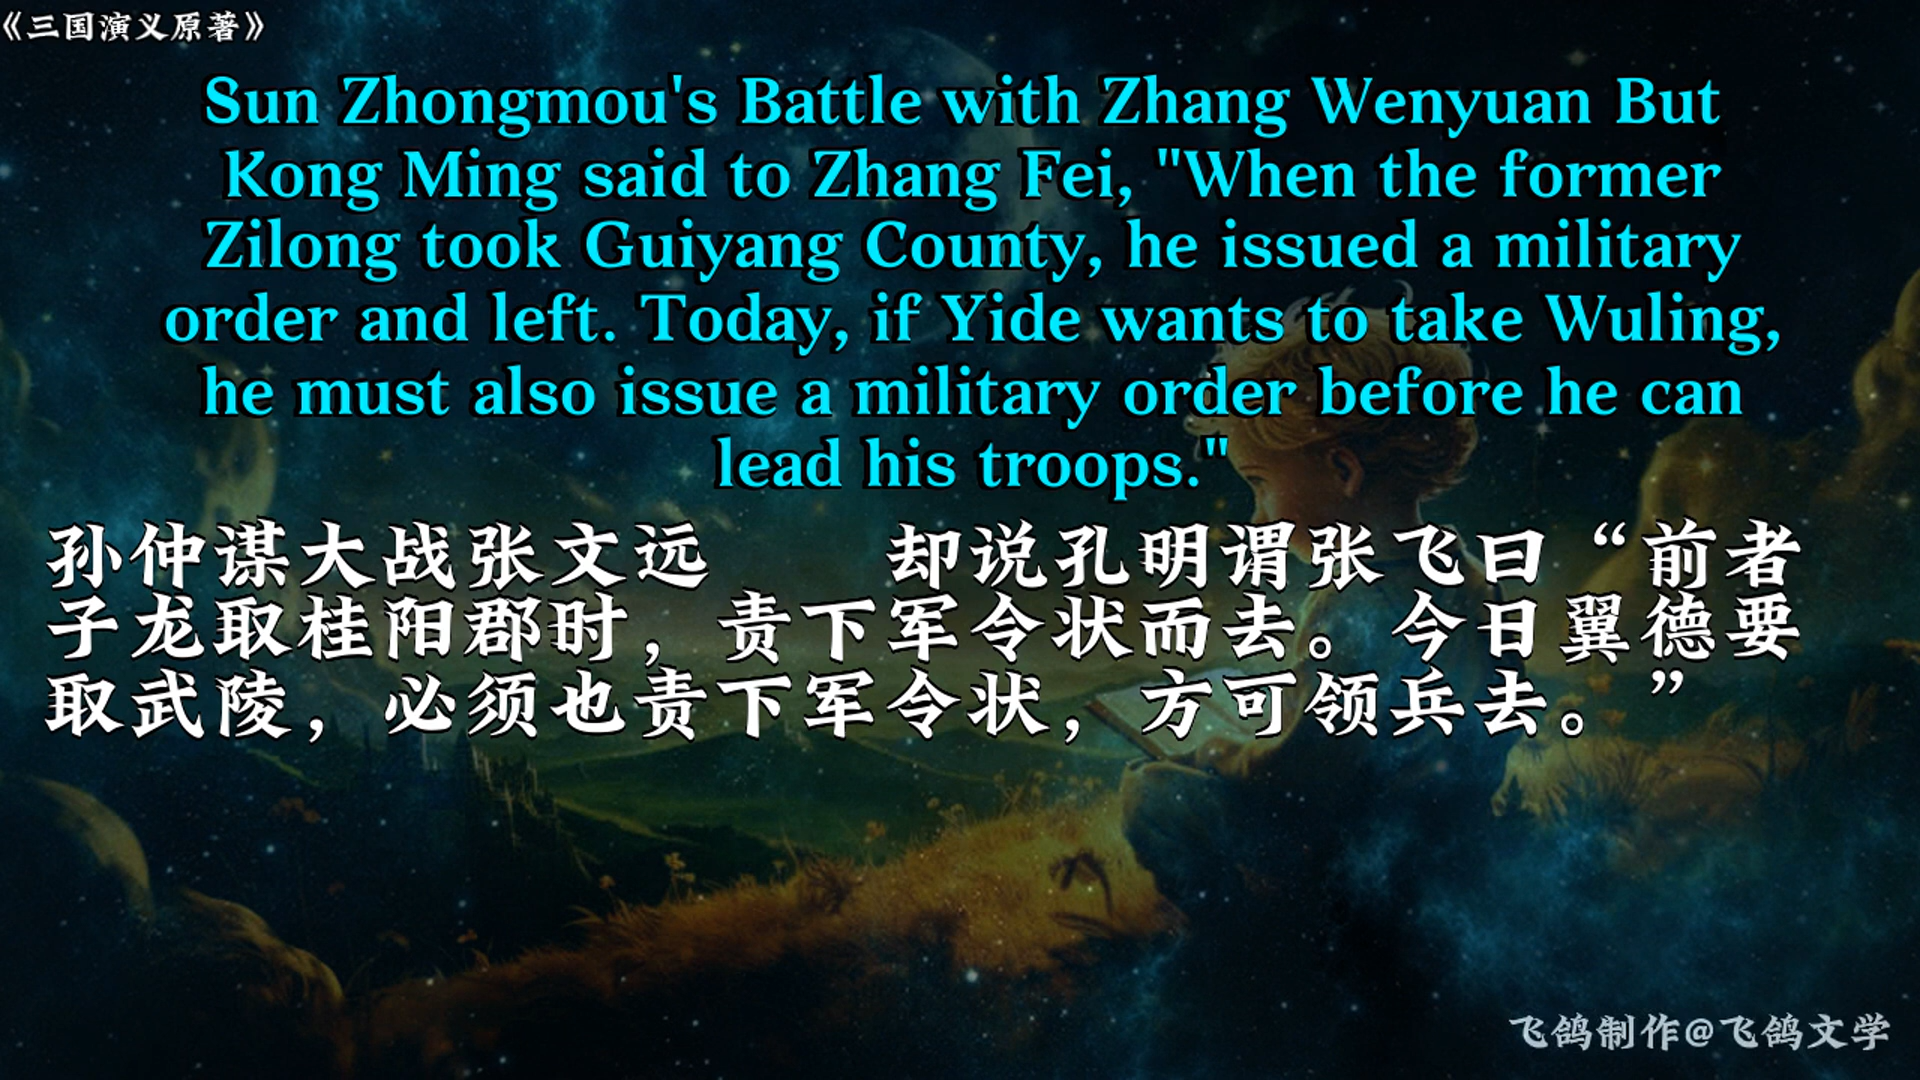 《三国演义原著》
Sun Zhongmou's Battle with Zhang Wenyuan But
Kong Ming said to Zhang Fei, "When the former
Zilong took Guiyang County, he issued a military
order and left. Today, if Yide wants to take Wuling,
he must also issue a military order before he can
lead his troops."
孙仲谋大战张文远　　却说孔明谓张飞曰“前者
子龙取桂阳郡时，责下军令状而去。今日翼德要
取武陵，必须也责下军令状，方可领兵去。”
飞鸽制作@飞鸽文学